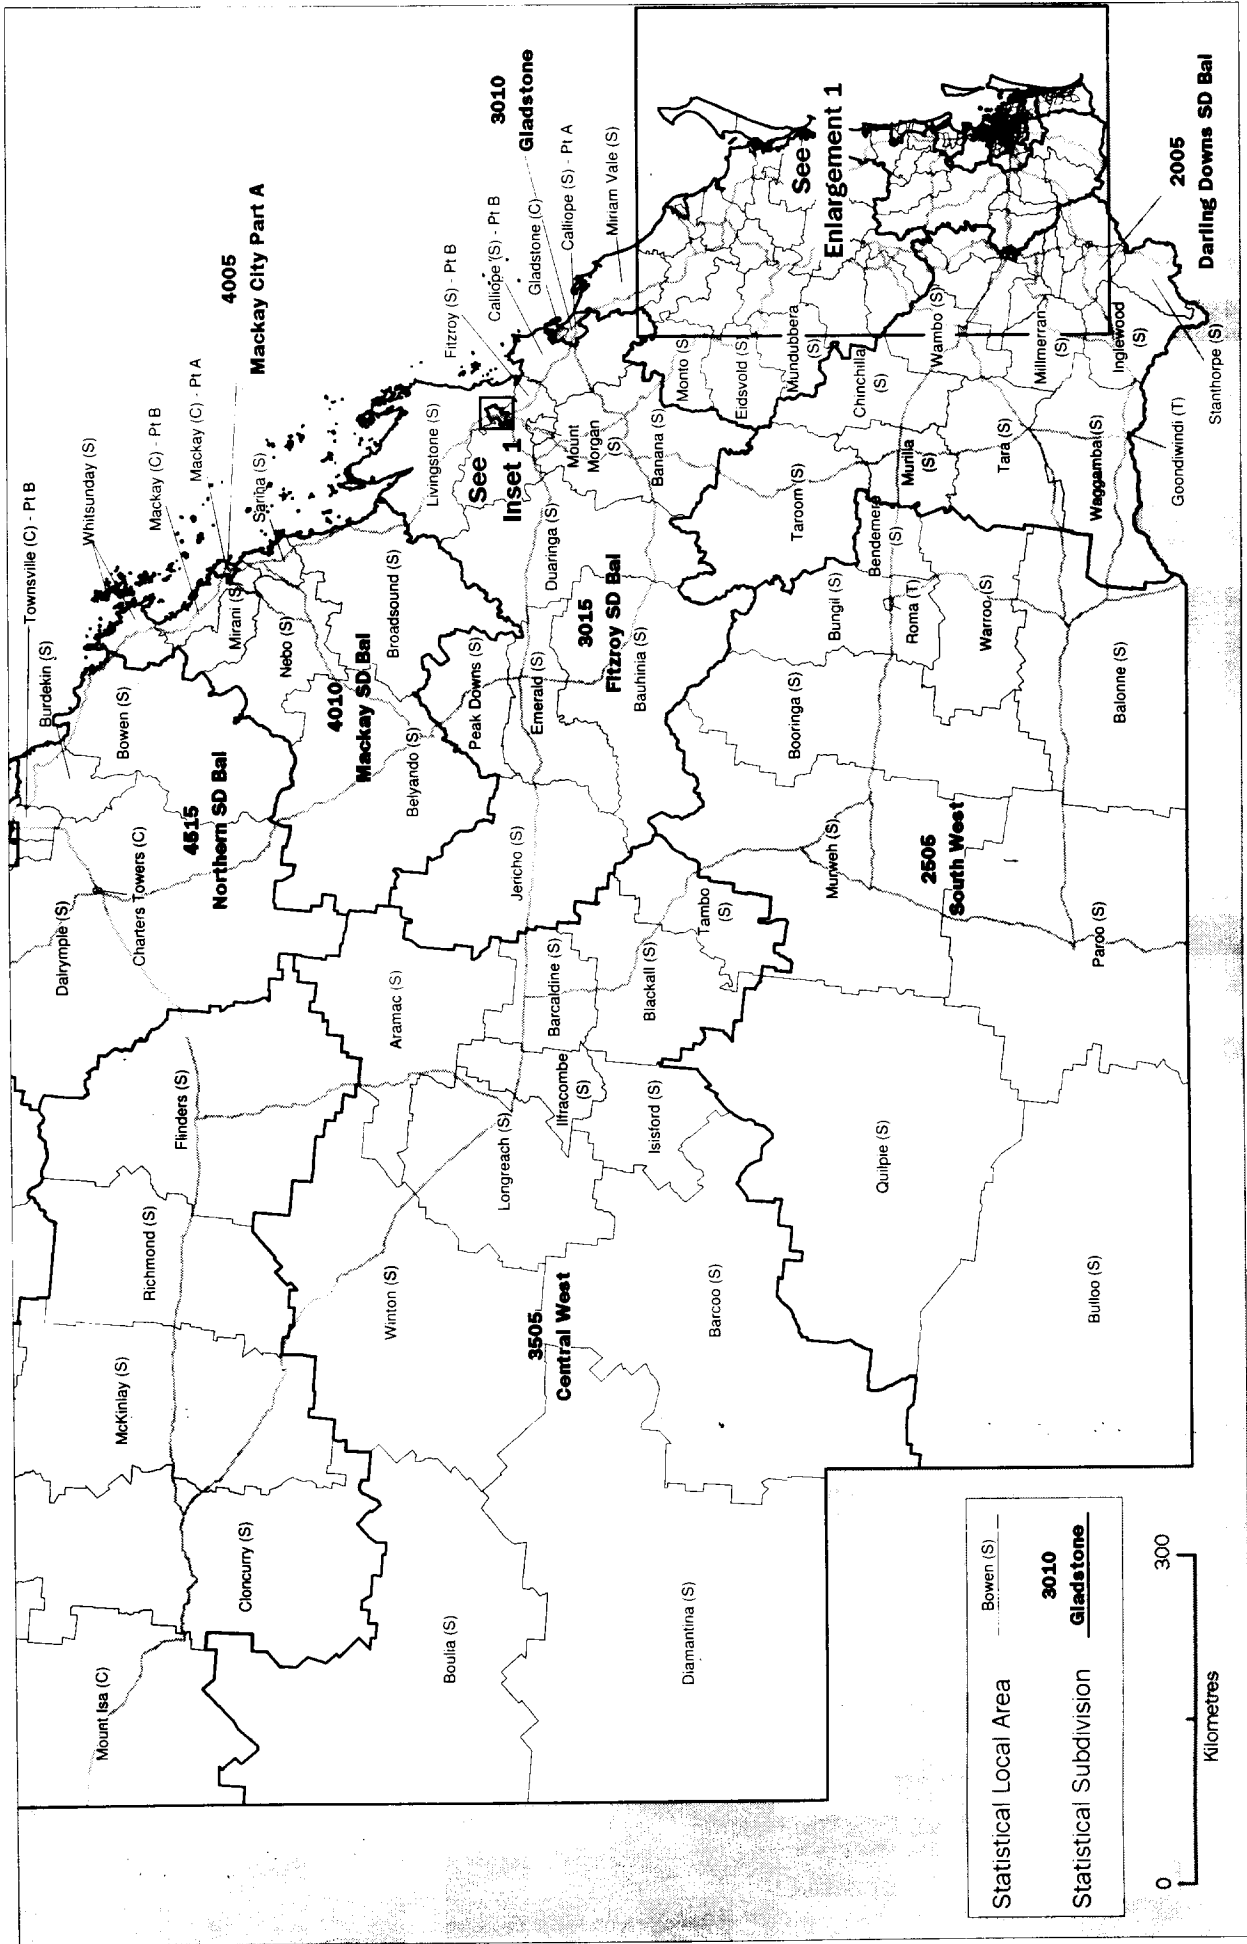 Townsville (C) - Pt B
Burdekin (S)
Whitsunday (S)
Bowen (S)
Mackay (C) - Pt B
Mackay (C) - Pt A
4005
Mackay City Part A
Dalrymple (S)
Charters Towers (C)
4515
Northern SD Bal
Mirani (S)
Sarina (S)
Nebo (S)
4010
Mackay SD Bal
Broadsound (S)
Belyando (S)
Flinders (S)
Richmond (S)
McKinlay (S)
Cloncurry (S)
Mount Isa (C)
Livingstone (S)
Fitzroy (S) - Pt B
Calliope (S) - Pt B
3010
Gladstone
Gladstone (C)
Calliope (S) - Pt A
Miriam Vale (S)
See
Inset 1
Peak Downs (S)
Emerald (S)
Duaringa (S)
Mount
Morgan
(S)
3015
Fitzroy SD Bal
Bauhinia (S)
Banana (S)
Jericho (S)
Aramac (S)
Barcaldine (S)
Ilfracombe
(S)
Longreach (S)
Winton (S)
Boulia (S)
3505
Central West
Blackall (S)
Tambo
(S)
Isisford (S)
Barcoo (S)
Diamantina (S)
Monto (S)
Eidsvold (S)
Mundubbera
(S)
See
Enlargement 1
Taroom (S)
Chinchilla
(S)
Bendemere
(S)
Murilla
(S)
Wambo (S)
Bungil (S)
Roma (T)
Booringa (S)
Warroo (S)
Tara (S)
Millmerran
(S)
Murweh (S)
2505
South West
Quilpie (S)
Balonne (S)
Waggamba (S)
Inglewood
(S)
2005
Darling Downs SD Bal
Goondiwindi (T)
Stanthorpe (S)
Paroo (S)
Bulloo (S)
Statistical Local Area
Bowen (S)
Statistical Subdivision
3010
Gladstone
0
300
Kilometres